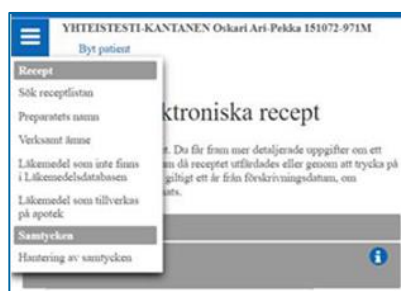 YHTEISTESTI-KANTANEN Oskari Ari-Pekka 151072-971M
Byt patient
Recept
Sök receptlistan
Preparatets namn
Verksamt ämne
Läkemedel som inte finns
i Läkemedelsdatabasen
Läkemedel som tillverkas
på apotek
Samtycken
Hantering av samtycken
ktroniska recept
t. Du får fram mer detaljerade uppgifter om ett
m då receptet utfärdades eller genom att trycka på
giltigt ett år från förskrivningsdatum, om
ats.